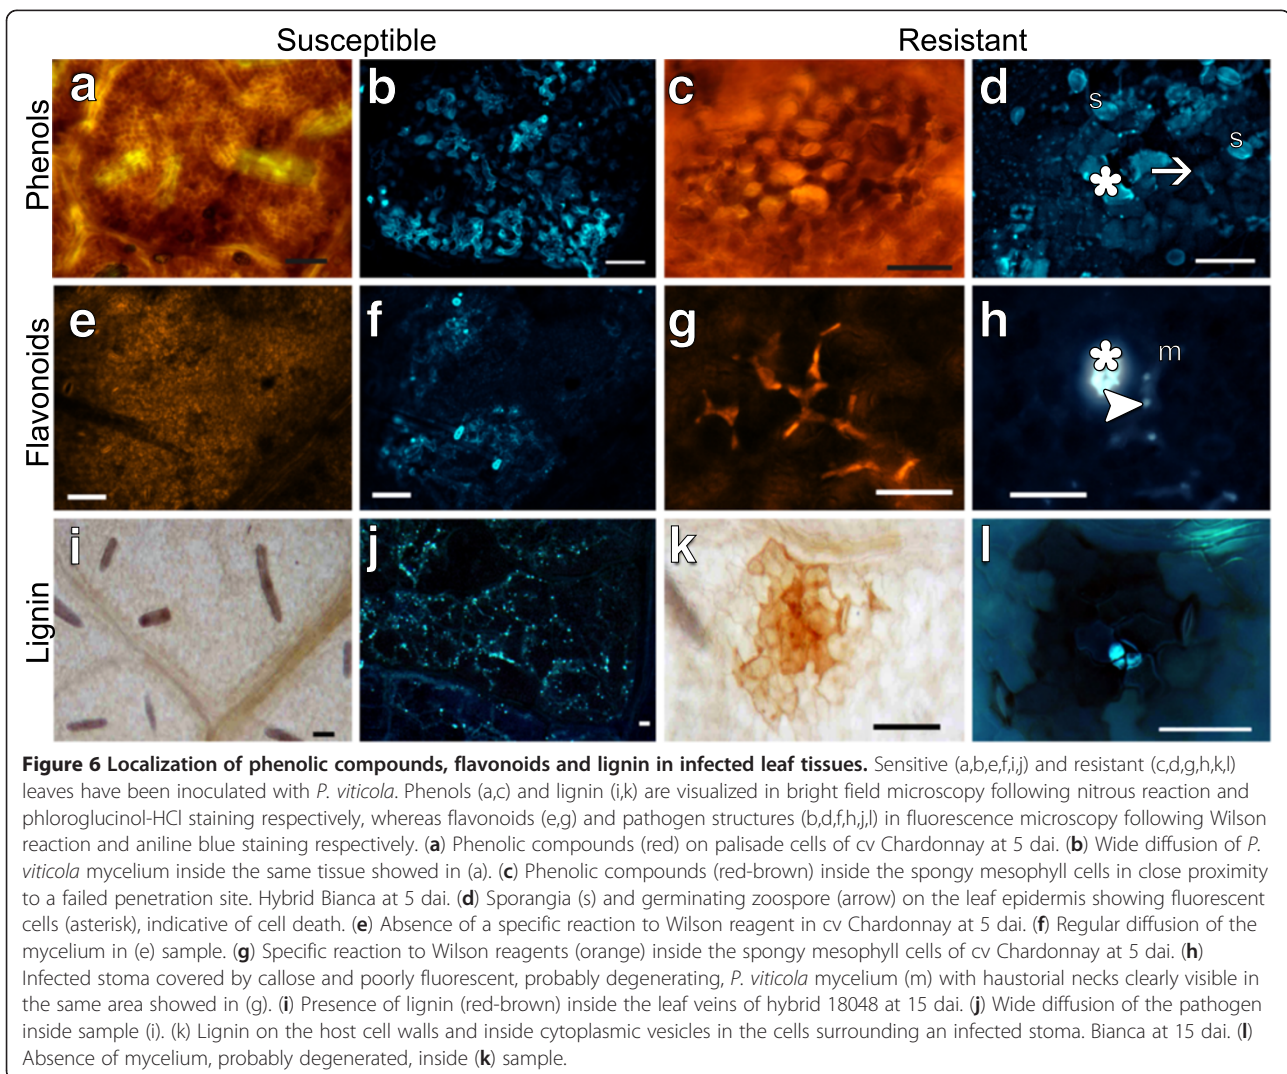 Susceptible Resistant
Phenols
a b c d
s
s
*
Flavonoids
e f g h
*
m
Lignin
i j k l
Figure 6 Localization of phenolic compounds, flavonoids and lignin in infected leaf tissues. Sensitive (a,b,e,f,i,j) and resistant (c,d,g,h,k,l)
leaves have been inoculated with P. viticola. Phenols (a,c) and lignin (i,k) are visualized in bright field microscopy following nitrous reaction and
phloroglucinol-HCl staining respectively, whereas flavonoids (e,g) and pathogen structures (b,d,f,h,j,l) in fluorescence microscopy following Wilson
reaction and aniline blue staining respectively. (a) Phenolic compounds (red) on palisade cells of cv Chardonnay at 5 dai. (b) Wide diffusion of P.
viticola mycelium inside the same tissue showed in (a). (c) Phenolic compounds (red-brown) inside the spongy mesophyll cells in close proximity
to a failed penetration site. Hybrid Bianca at 5 dai. (d) Sporangia (s) and germinating zoospore (arrow) on the leaf epidermis showing fluorescent
cells (asterisk), indicative of cell death. (e) Absence of a specific reaction to Wilson reagent in cv Chardonnay at 5 dai. (f) Regular diffusion of the
mycelium in (e) sample. (g) Specific reaction to Wilson reagents (orange) inside the spongy mesophyll cells of cv Chardonnay at 5 dai. (h)
Infected stoma covered by callose and poorly fluorescent, probably degenerating, P. viticola mycelium (m) with haustorial necks clearly visible in
the same area showed in (g). (i) Presence of lignin (red-brown) inside the leaf veins of hybrid 18048 at 15 dai. (j) Wide diffusion of the pathogen
inside sample (i). (k) Lignin on the host cell walls and inside cytoplasmic vesicles in the cells surrounding an infected stoma. Bianca at 15 dai. (l)
Absence of mycelium, probably degenerated, inside (k) sample.